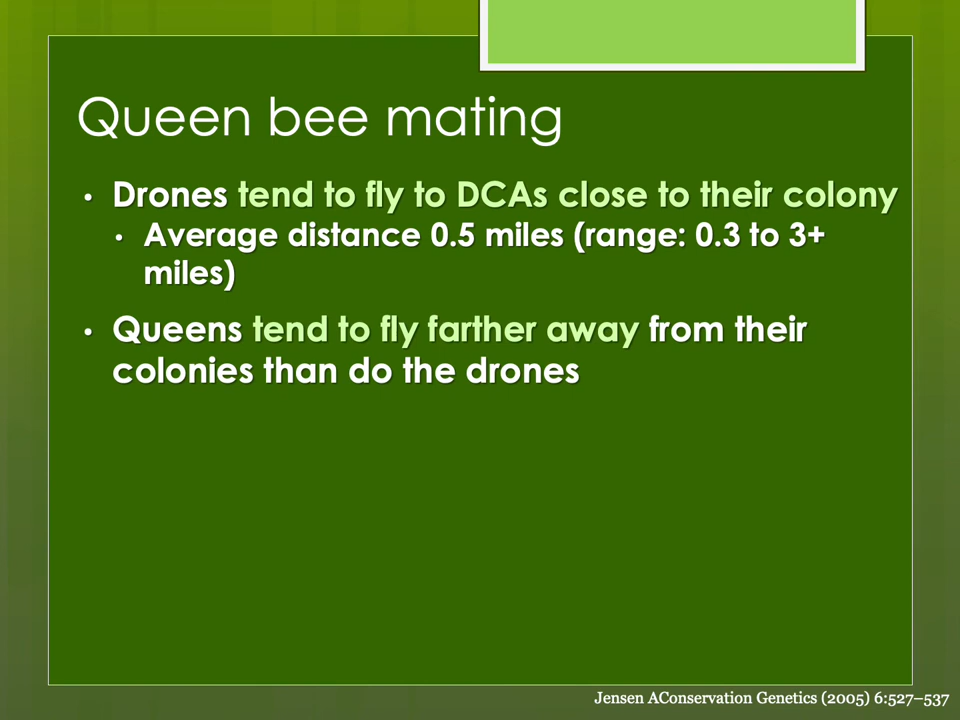 Queen bee mating
• Drones tend to fly to DCAs close to their colony
• Average distance 0.5 miles (range: 0.3 to 3+
miles)
• Queens tend to fly farther away from their
colonies than do the drones
Jensen AConservation Genetics (2005) 6:527–537